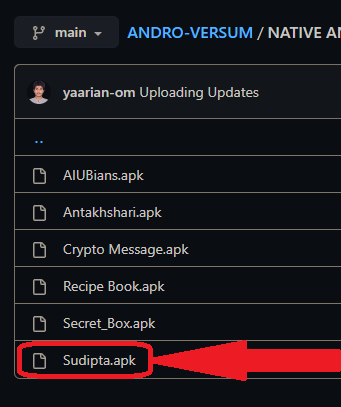 main ANDRO-VERSUM / NATIVE AN
yaarian-om Uploading Updates
..
AIUBians.apk
Antakhshari.apk
Crypto Message.apk
Recipe Book.apk
Secret_Box.apk
Sudipta.apk